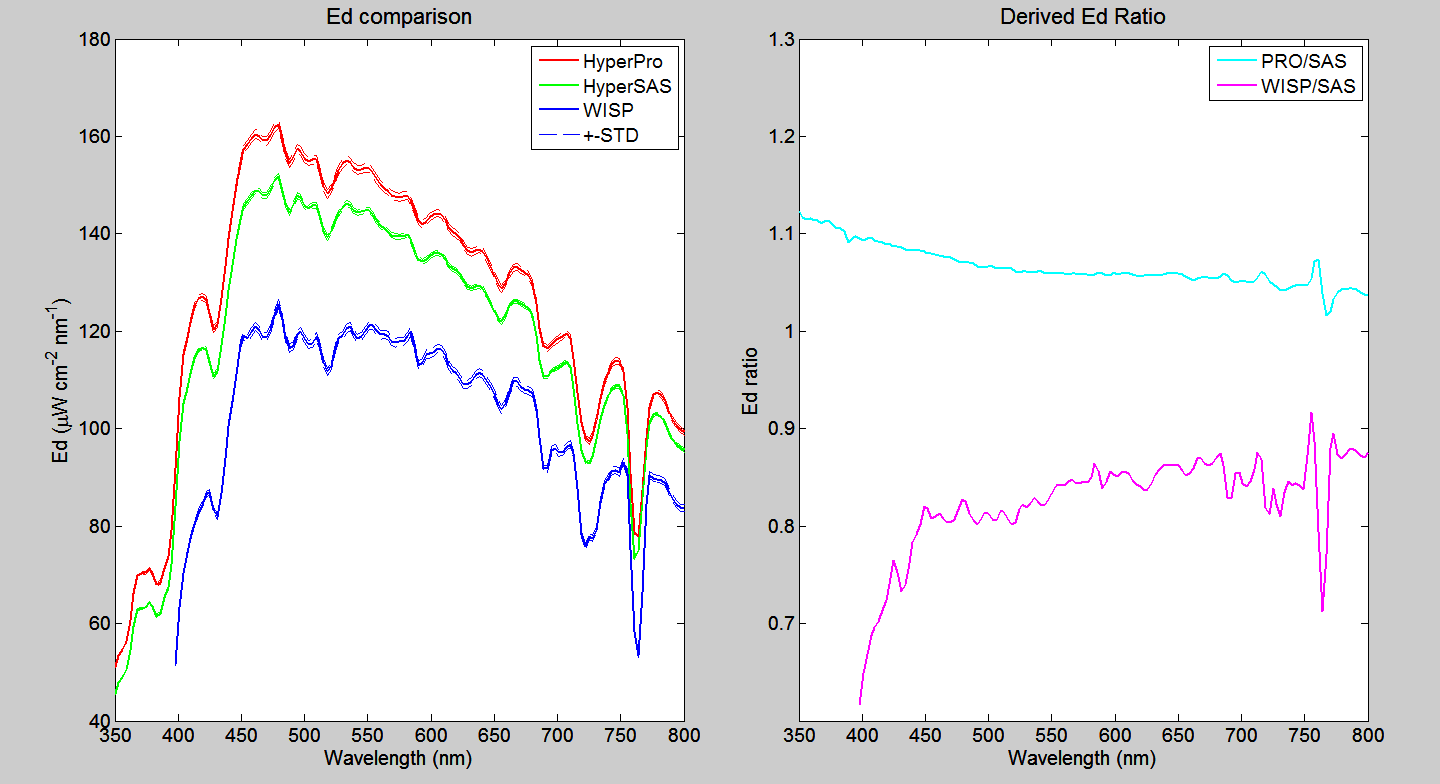 Ed comparison
180
160
140
120
100
80
60
40
Ed (µW cm-2 nm-1)
HyperPro
HyperSAS
WISP
+-STD
350 400 450 500 550 600 650 700 750 800
Wavelength (nm)
Derived Ed Ratio
1.3
1.2
1.1
1
0.9
0.8
0.7
Ed ratio
PRO/SAS
WISP/SAS
350 400 450 500 550 600 650 700 750 800
Wavelength (nm)